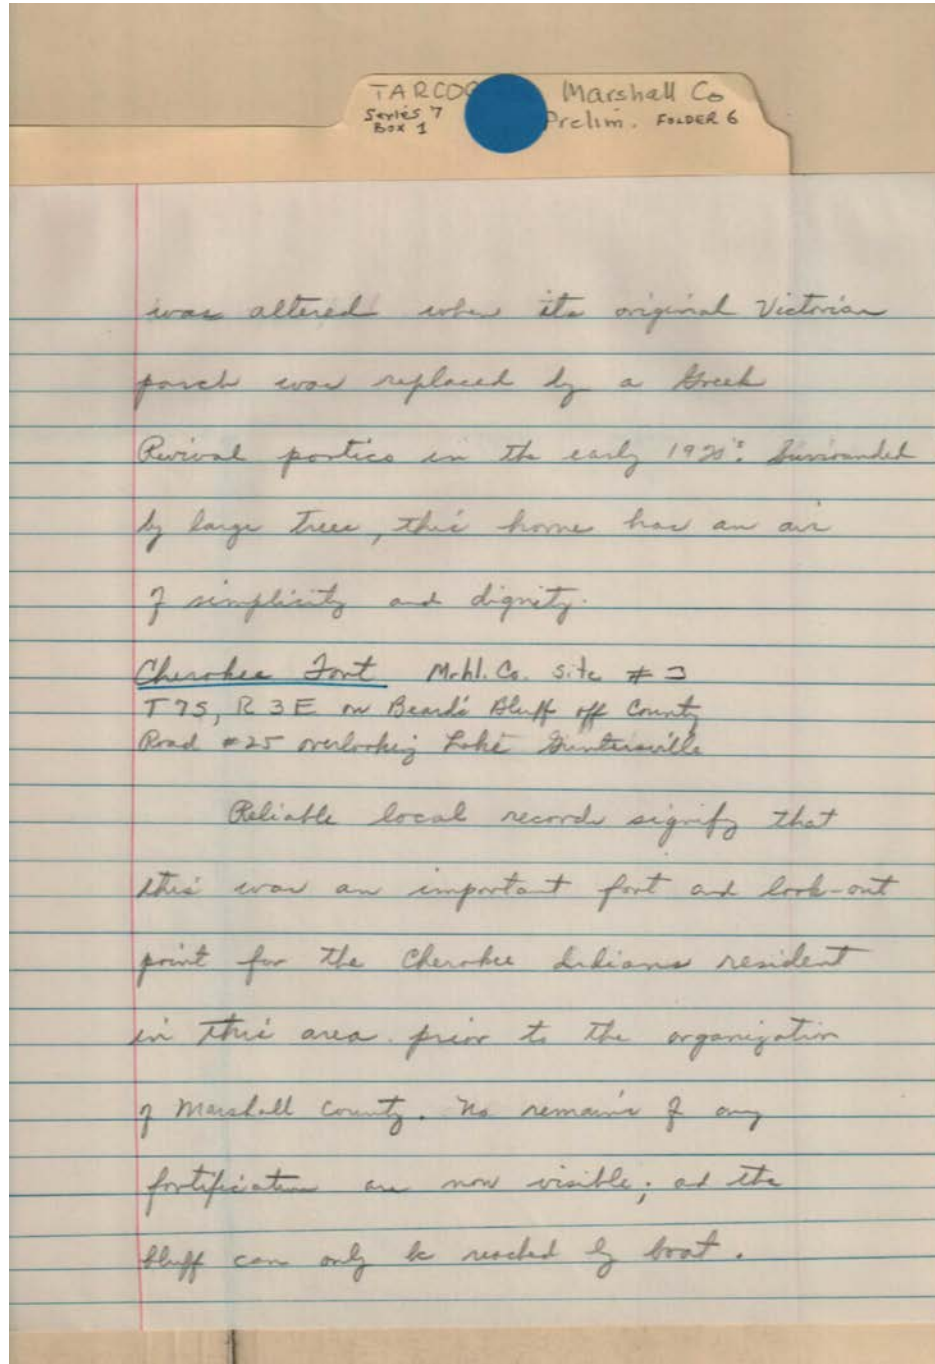 TARCOG Marshall Co
Series 7 Prelim. FOLDER 6
Box 1
was altered when its original Victorian
porch was replaced by a Greek
Revival portico in the early 1920's. Surrounded
by large trees, this home has an air
of simplicity and dignity.
Cherokee Fort Mrhl. Co. Site # 3
T7S, R3E on Beard's Bluff off County
Road #25 overlooking Lake Guntersville
Reliable local records signify that
this was an important fort and look-out
point for the Cherokee Indians resident
in this area prior to the organization
of Marshall County. No remains of any
fortification are now visible; and the
bluff can only be reached by boat.